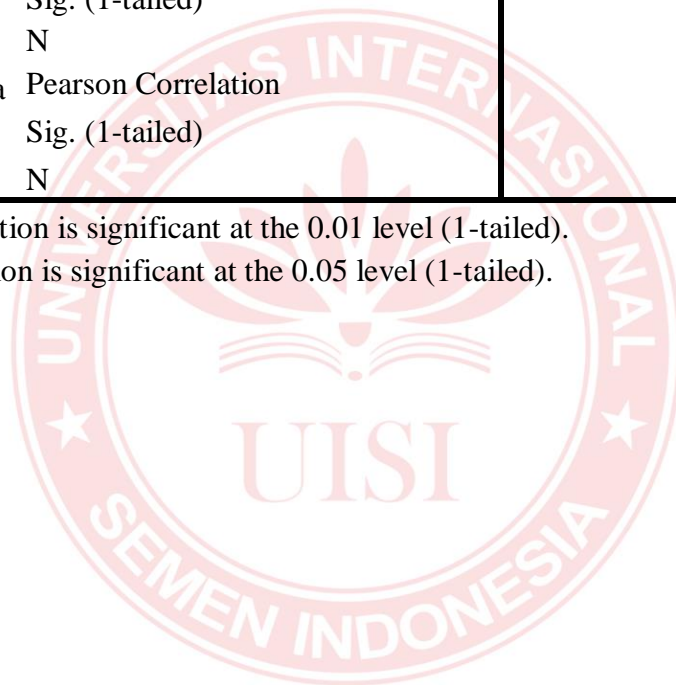 Sig. (1-tailed)
N
a Pearson Correlation
Sig. (1-tailed)
N
tion is significant at the 0.01 level (1-tailed).
ion is significant at the 0.05 level (1-tailed).
UNIVERSITAS INTERNASIONAL
UISI
SEMEN INDONESIA